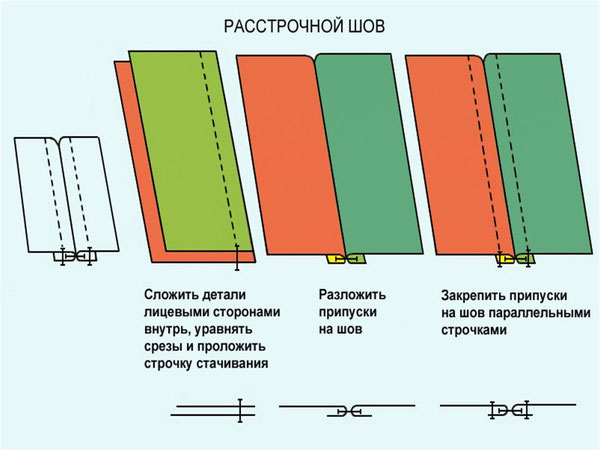 РАССТРОЧНОЙ ШОВ
Сложить детали
лицевыми сторонами
внутрь, уравнять
срезы и проложить
строчку стачивания
Разложить
припуски
на шов
Закрепить припуски
на шов параллельными
строчками